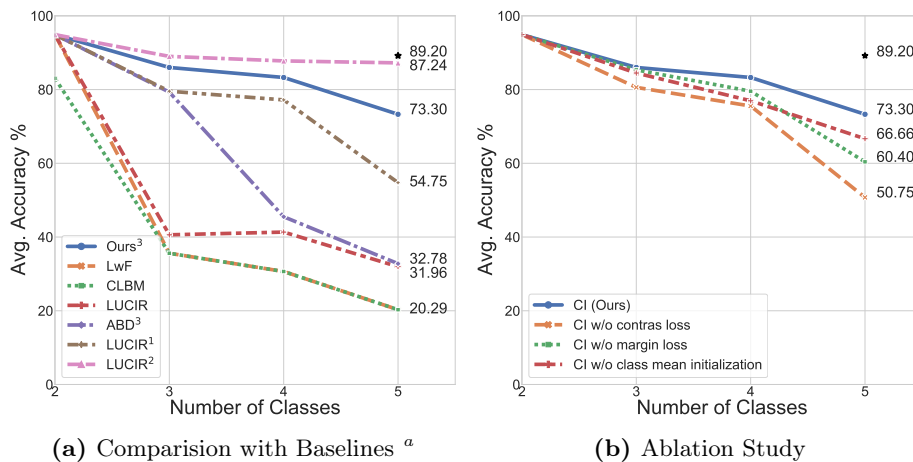 100
80
60
40
20
0
Avg. Accuracy %
89.20
87.24
73.30
54.75
32.78
31.96
20.29
Ours³
LwF
CLBM
LUCIR
ABD³
LUCIR¹
LUCIR²
2 3 4 5
Number of Classes
(a) Comparision with Baselines ᵃ
100
80
60
40
20
0
Avg. Accuracy %
89.20
73.30
66.66
60.40
50.75
CI (Ours)
CI w/o contras loss
CI w/o margin loss
CI w/o class mean initialization
2 3 4 5
Number of Classes
(b) Ablation Study